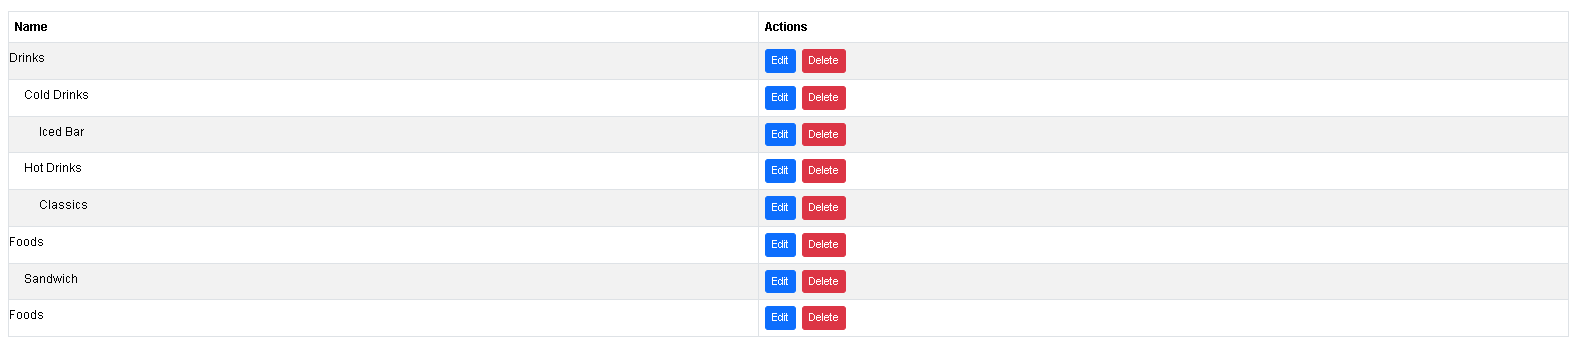 Name Actions
Drinks Edit Delete
Cold Drinks Edit Delete
Iced Bar Edit Delete
Hot Drinks Edit Delete
Classics Edit Delete
Foods Edit Delete
Sandwich Edit Delete
Foods Edit Delete